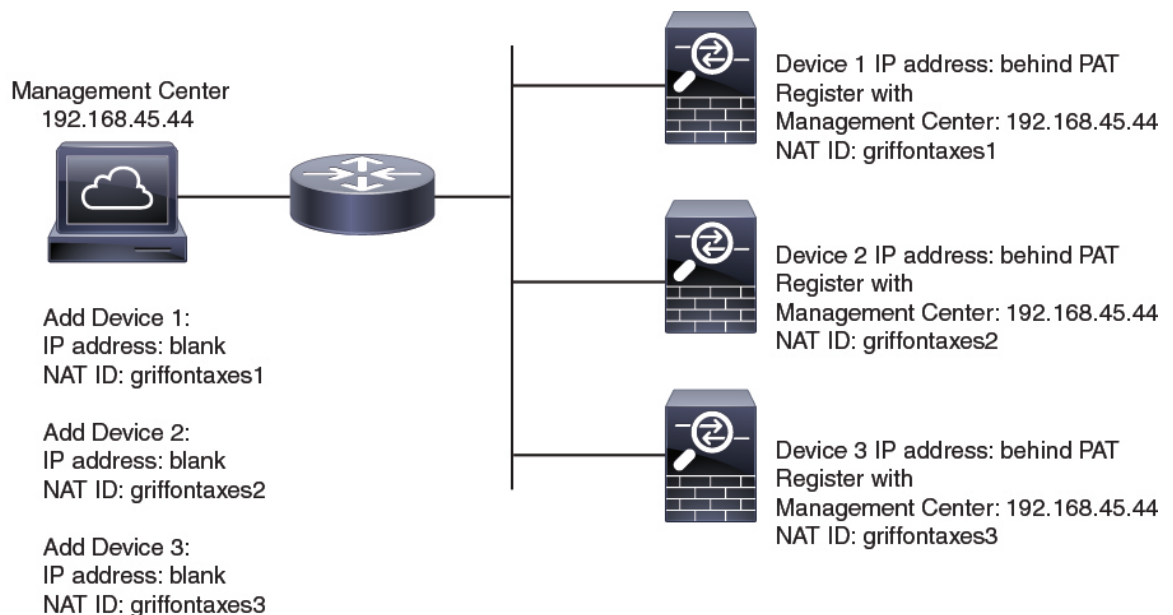 Management Center
192.168.45.44
Add Device 1:
IP address: blank
NAT ID: griffontaxes1
Add Device 2:
IP address: blank
NAT ID: griffontaxes2
Add Device 3:
IP address: blank
NAT ID: griffontaxes3
Device 1 IP address: behind PAT
Register with
Management Center: 192.168.45.44
NAT ID: griffontaxes1
Device 2 IP address: behind PAT
Register with
Management Center: 192.168.45.44
NAT ID: griffontaxes2
Device 3 IP address: behind PAT
Register with
Management Center: 192.168.45.44
NAT ID: griffontaxes3